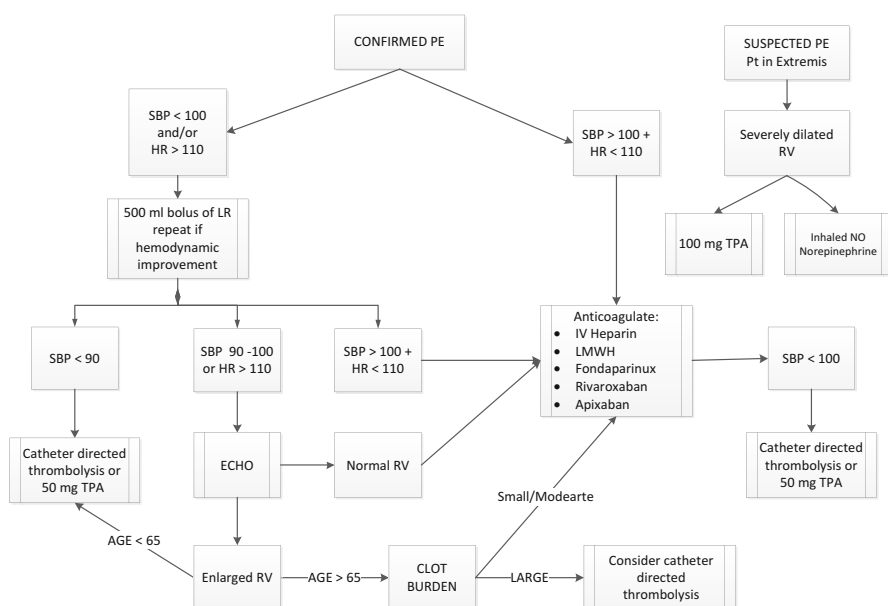 CONFIRMED PE
SUSPECTED PE
Pt in Extremis
SBP < 100
and/or
HR > 110
SBP > 100 +
HR < 110
Severely dilated
RV
500 ml bolus of LR
repeat if
hemodynamic
improvement
100 mg TPA
Inhaled NO
Norepinephrine
SBP < 90
SBP 90 -100
or HR > 110
SBP > 100 +
HR < 110
Anticoagulate:
• IV Heparin
• LMWH
• Fondaparinux
• Rivaroxaban
• Apixaban
SBP < 100
Catheter directed
thrombolysis or
50 mg TPA
ECHO
Normal RV
Catheter directed
thrombolysis or
50 mg TPA
Small/Modearte
AGE < 65
Enlarged RV
AGE > 65
CLOT
BURDEN
LARGE
Consider catheter
directed
thrombolysis